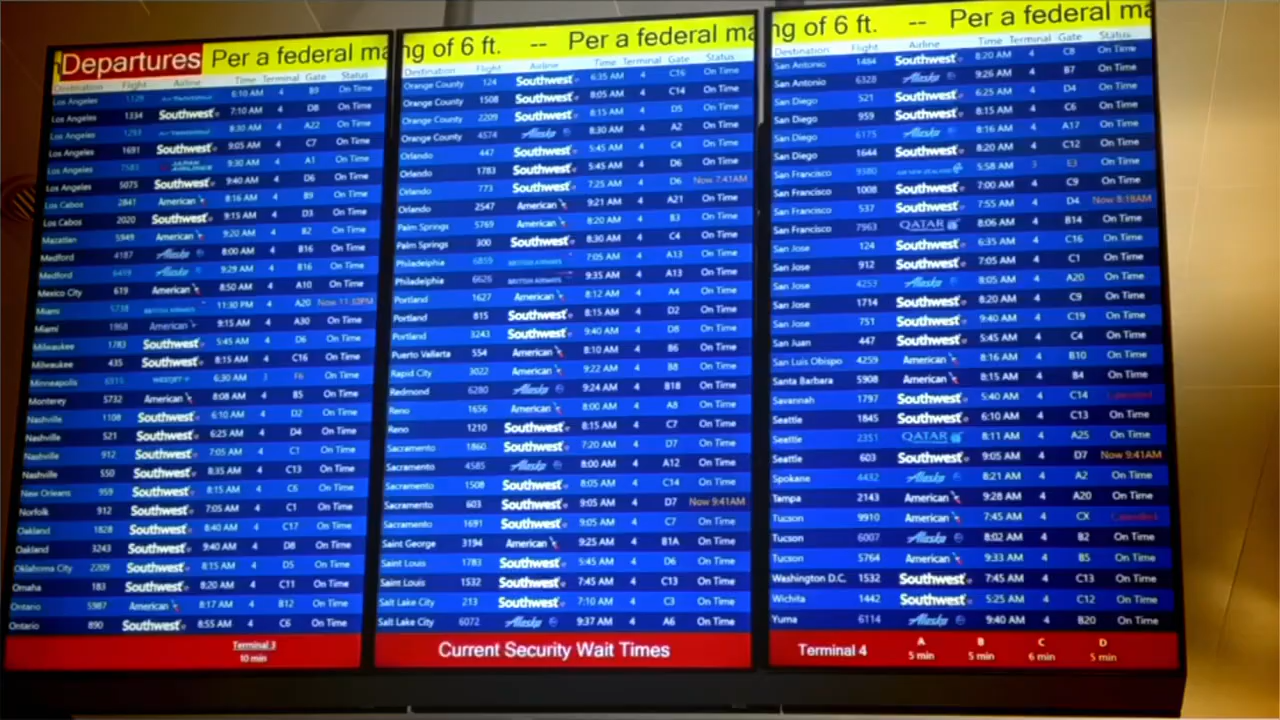 Departures Per a federal ma
Destination Flight Airline Time Terminal Gate Status
Los Angeles 1129 6:10 AM 4 B9 On Time
Los Angeles 1334 Southwest 7:10 AM 4 D8 On Time
Los Angeles 1293 8:30 AM 4 A22 On Time
Los Angeles 1691 Southwest 9:05 AM 4 C7 On Time
Los Angeles 7583 9:30 AM 4 A1 On Time
Los Angeles 5075 Southwest 9:40 AM 4 D6 On Time
Los Cabos 2841 American 8:16 AM 4 B9 On Time
Los Cabos 2020 Southwest 9:15 AM 4 D3 On Time
Mazatlan 5949 American 9:20 AM 4 B2 On Time
Medford 4187 Alaska 8:00 AM 4 B16 On Time
Medford 6499 Alaska 9:29 AM 4 B16 On Time
Mexico City 619 American 8:50 AM 4 A10 On Time
Miami 5738 BRITISH AIRWAYS 11:30 PM 4 A20 Now 11:33PM
Miami 1968 American 9:15 AM 4 A30 On Time
Milwaukee 1783 Southwest 5:45 AM 4 D6 On Time
Milwaukee 435 Southwest 8:15 AM 4 C16 On Time
Minneapolis WESTJET 6:30 AM 3 F6 On Time
Monterey 5732 American 8:08 AM 4 B5 On Time
Nashville 1108 Southwest 6:10 AM 4 D2 On Time
Nashville 521 Southwest 6:25 AM 4 D4 On Time
Nashville 912 Southwest 7:05 AM 4 C1 On Time
Nashville 550 Southwest 8:35 AM 4 C13 On Time
New Orleans 959 Southwest 8:15 AM 4 C6 On Time
Norfolk 912 Southwest 7:05 AM 4 C1 On Time
Oakland 1828 Southwest 8:40 AM 4 C17 On Time
Oakland 3243 Southwest 9:40 AM 4 D8 On Time
Oklahoma City 2209 Southwest 8:15 AM 4 D5 On Time
Omaha 183 Southwest 8:20 AM 4 C11 On Time
Ontario 5987 American 8:17 AM 4 B12 On Time
Ontario 890 Southwest 8:55 AM 4 C6 On Time
Terminal 3
10 min
ng of 6 ft. -- Per a federal ma
Destination Flight Airline Time Terminal Gate Status
Orange County 124 Southwest 6:35 AM 4 C16 On Time
Orange County 1508 Southwest 8:05 AM 4 C14 On Time
Orange County 2209 Southwest 8:15 AM 4 D5 On Time
Orange County 4574 Alaska 8:30 AM 4 A2 On Time
Orlando 447 Southwest 5:45 AM 4 C4 On Time
Orlando 1783 Southwest 5:45 AM 4 D6 On Time
Orlando 773 Southwest 7:25 AM 4 D6 Now 7:41AM
Orlando 2547 American 9:21 AM 4 A21 On Time
Palm Springs 5769 American 8:20 AM 4 B3 On Time
Palm Springs 300 Southwest 8:30 AM 4 C4 On Time
Philadelphia 6859 BRITISH AIRWAYS 7:05 AM 4 A13 On Time
Philadelphia 6626 BRITISH AIRWAYS 9:35 AM 4 A13 On Time
Portland 1627 American 8:12 AM 4 A4 On Time
Portland 815 Southwest 8:15 AM 4 D2 On Time
Portland 3243 Southwest 9:40 AM 4 D8 On Time
Puerto Vallarta 554 American 8:10 AM 4 B6 On Time
Rapid City 3022 American 9:22 AM 4 B8 On Time
Redmond 6280 Alaska 9:24 AM 4 B18 On Time
Reno 1656 American 8:00 AM 4 A8 On Time
Reno 1210 Southwest 8:15 AM 4 C7 On Time
Sacramento 1860 Southwest 7:20 AM 4 D7 On Time
Sacramento 4585 Alaska 8:00 AM 4 A12 On Time
Sacramento 1508 Southwest 8:05 AM 4 C14 On Time
Sacramento 603 Southwest 9:05 AM 4 D7 Now 9:41AM
Sacramento 1691 Southwest 9:05 AM 4 C7 On Time
Saint George 3194 American 9:25 AM 4 B1A On Time
Saint Louis 1783 Southwest 5:45 AM 4 D6 On Time
Saint Louis 1532 Southwest 7:45 AM 4 C13 On Time
Salt Lake City 213 Southwest 7:10 AM 4 C3 On Time
Salt Lake City 6072 Alaska 9:37 AM 4 A6 On Time
Current Security Wait Times
ng of 6 ft. -- Per a federal ma
Destination Flight Airline Time Terminal Gate Status
San Antonio 1484 Southwest 8:20 AM 4 C8 On Time
San Antonio 6328 Alaska 9:26 AM 4 B7 On Time
San Diego 521 Southwest 6:25 AM 4 D4 On Time
San Diego 959 Southwest 8:15 AM 4 C6 On Time
San Diego 6175 Alaska 8:16 AM 4 A17 On Time
San Diego 1644 Southwest 8:20 AM 4 C12 On Time
San Francisco 9380 AIR NEW ZEALAND 5:58 AM 3 E3 On Time
San Francisco 1008 Southwest 7:00 AM 4 C9 On Time
San Francisco 537 Southwest 7:55 AM 4 D4 Now 8:18AM
San Francisco 7963 QATAR 8:06 AM 4 B14 On Time
San Jose 124 Southwest 6:35 AM 4 C16 On Time
San Jose 912 Southwest 7:05 AM 4 C1 On Time
San Jose 4253 Alaska 8:05 AM 4 A20 On Time
San Jose 1714 Southwest 8:20 AM 4 C9 On Time
San Jose 751 Southwest 9:40 AM 4 C19 On Time
San Juan 447 Southwest 5:45 AM 4 C4 On Time
San Luis Obispo 4259 American 8:16 AM 4 B10 On Time
Santa Barbara 5908 American 8:15 AM 4 B4 On Time
Savannah 1797 Southwest 5:40 AM 4 C14 Cancelled
Seattle 1845 Southwest 6:10 AM 4 C13 On Time
Seattle 2351 QATAR 8:11 AM 4 A25 On Time
Seattle 603 Southwest 9:05 AM 4 D7 Now 9:41AM
Spokane 4432 Alaska 8:21 AM 4 A2 On Time
Tampa 2143 American 9:28 AM 4 A20 On Time
Tucson 9910 American 7:45 AM 4 CX Cancelled
Tucson 6007 Alaska 8:02 AM 4 B2 On Time
Tucson 5764 American 9:33 AM 4 B5 On Time
Washington D.C. 1532 Southwest 7:45 AM 4 C13 On Time
Wichita 1442 Southwest 5:25 AM 4 C12 On Time
Yuma 6114 Alaska 9:40 AM 4 B20 On Time
Terminal 4 A B C D
5 min 5 min 6 min 5 min